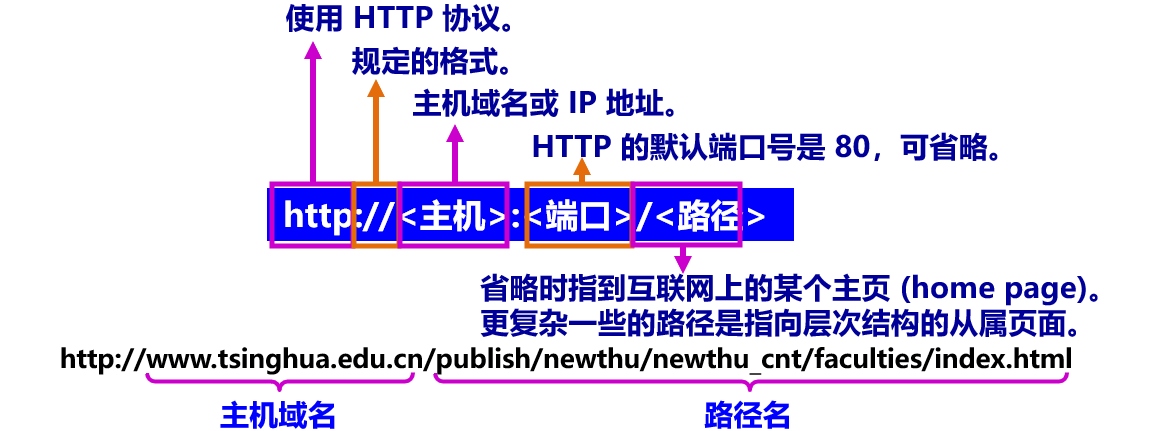 使用 HTTP 协议。
规定的格式。
主机域名或 IP 地址。
HTTP 的默认端口号是 80，可省略。
http://<主机>:<端口>/<路径>
省略时指到互联网上的某个主页 (home page)。
更复杂一些的路径是指向层次结构的从属页面。
http://www.tsinghua.edu.cn/publish/newthu/newthu_cnt/faculties/index.html
主机域名 路径名